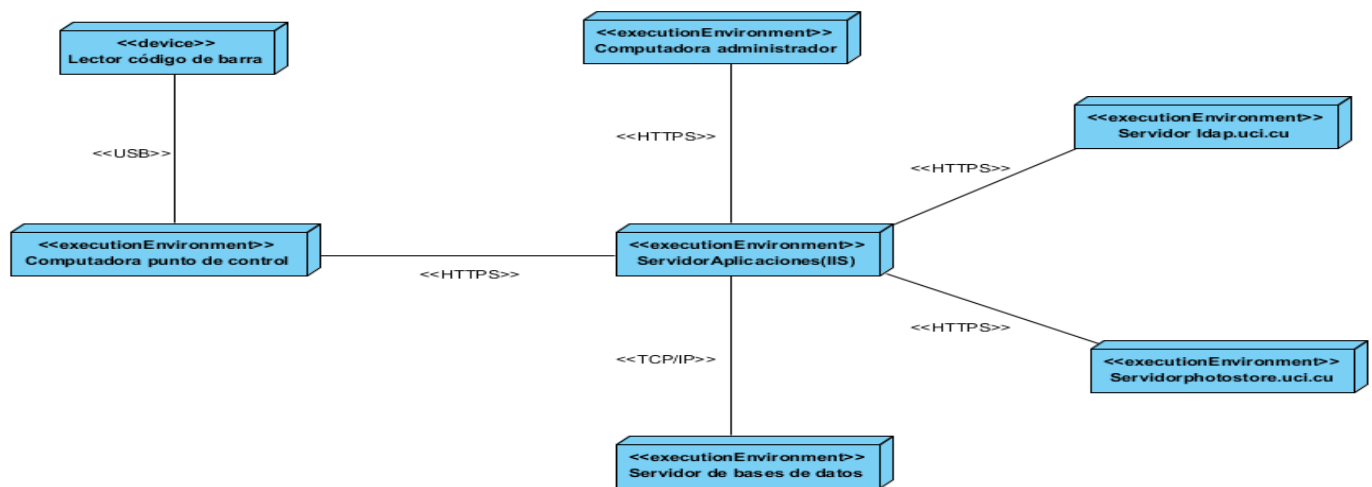 <<executionEnvironment>>
Computadora administrador
<<device>>
Lector código de barra
<<executionEnvironment>>
Servidor ldap.uci.cu
<<HTTPS>>
<<USB>>
<<HTTPS>>
<<executionEnvironment>>
Computadora punto de control
<<executionEnvironment>>
ServidorAplicaciones(IIS)
<<HTTPS>>
<<HTTPS>>
<<TCP/IP>>
<<executionEnvironment>>
Servidorphotostore.uci.cu
<<executionEnvironment>>
Servidor de bases de datos